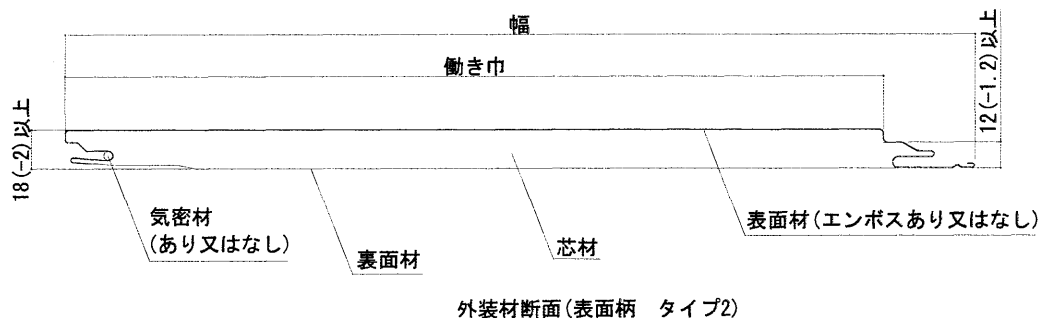 幅
働き巾
12(-1.2)以上
18(-2)以上
気密材
(あり又はなし)
裏面材
芯材
表面材(エンボスあり又はなし)
外装材断面(表面柄 タイプ2)